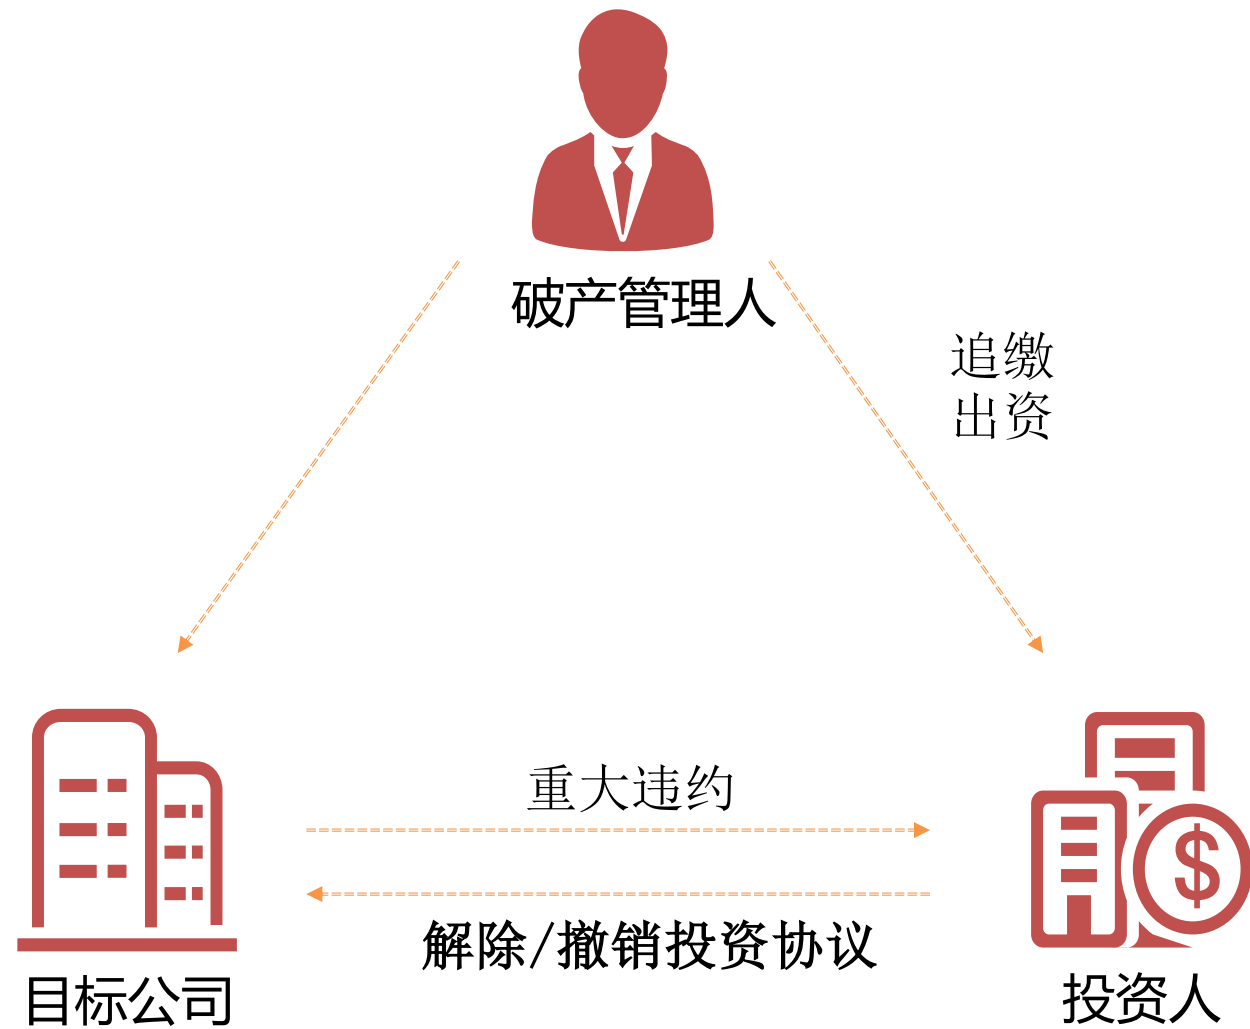 破产管理人
追缴
出资
重大违约
解除/撤销投资协议
目标公司
投资人